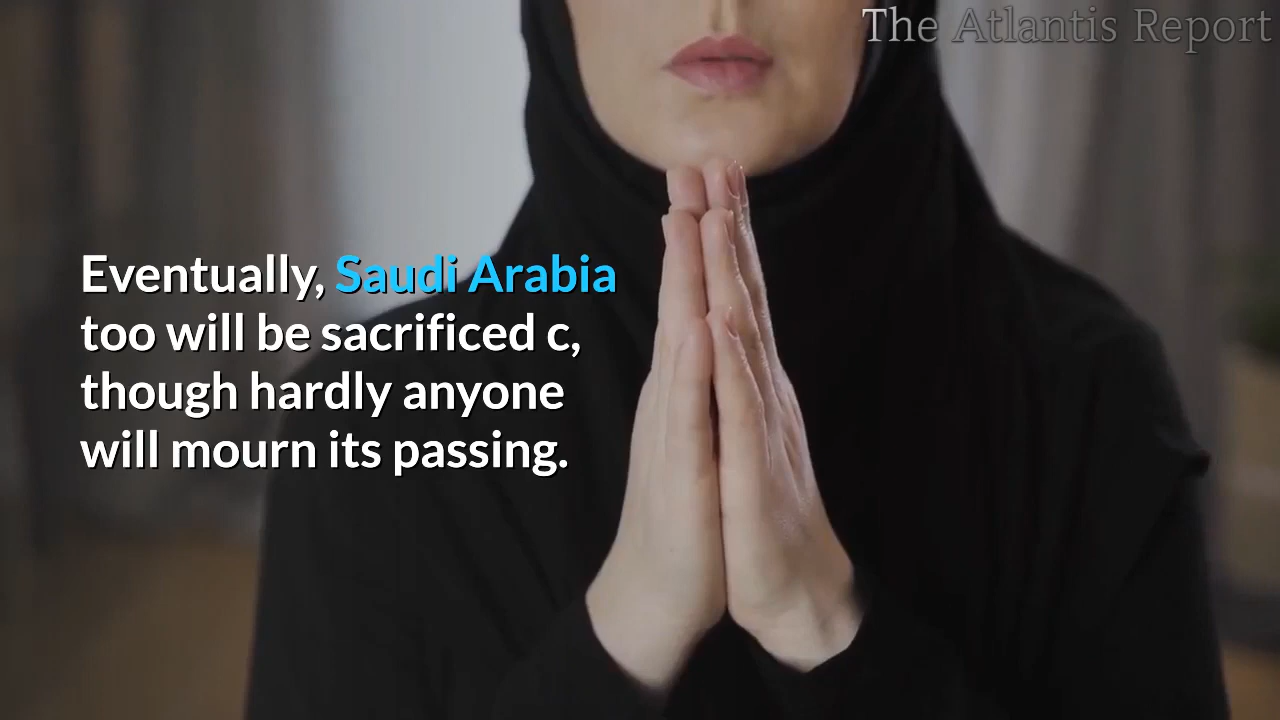 The Atlantis Report
Eventually, Saudi Arabia
too will be sacrificed c,
though hardly anyone
will mourn its passing.